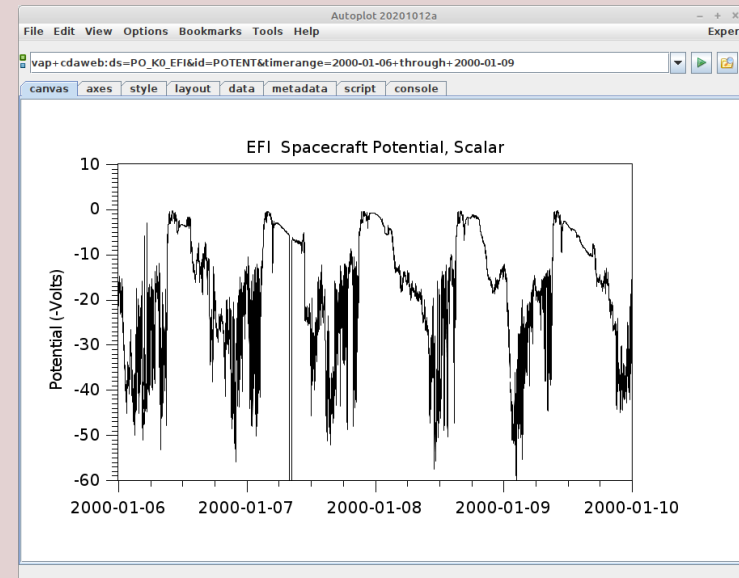 Autoplot 20201012a
File Edit View Options Bookmarks Tools Help Exper
vap+cdaweb:ds=PO_K0_EFI&id=POTENT&timerange=2000-01-06+through+2000-01-09
canvas axes style layout data metadata script console
EFI  Spacecraft Potential, Scalar
10
0
-10
-20
-30
-40
-50
-60
Potential (-Volts)
2000-01-06 2000-01-07 2000-01-08 2000-01-09 2000-01-10